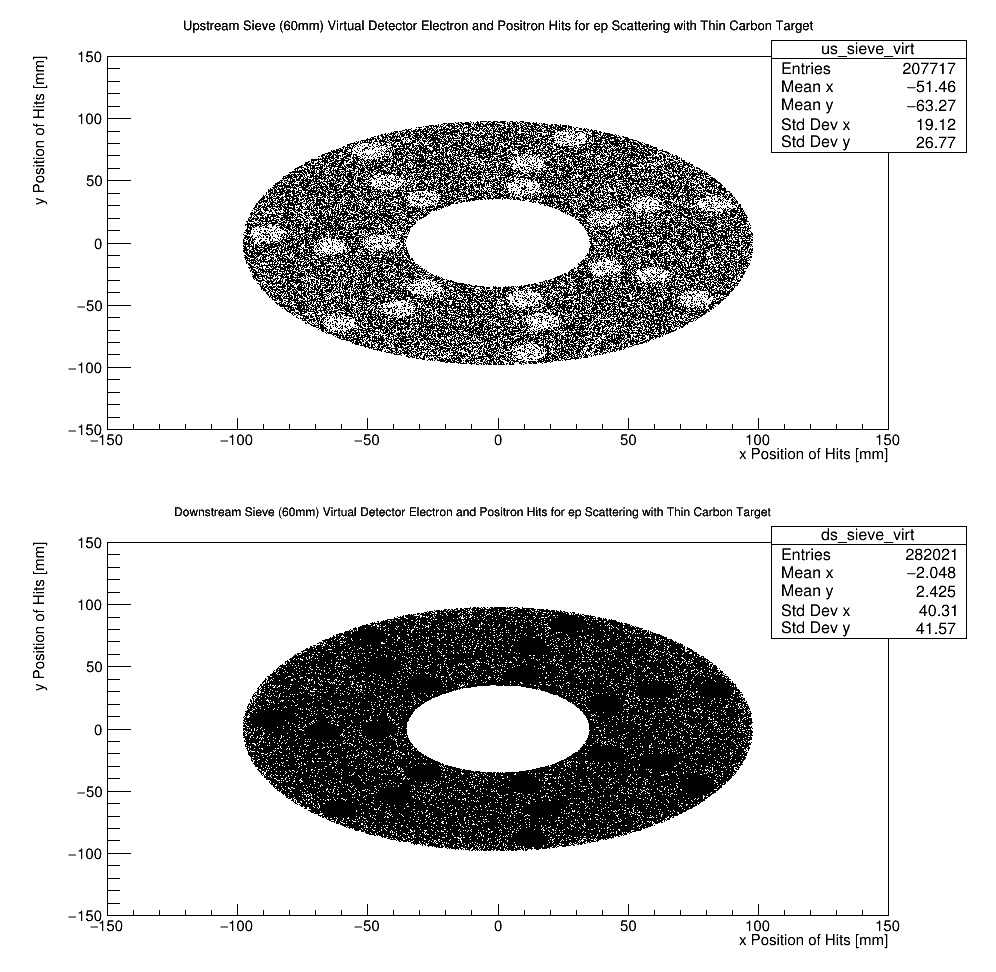 Upstream Sieve (60mm) Virtual Detector Electron and Positron Hits for ep Scattering with Thin Carbon Target
us_sieve_virt
Entries 207717
Mean x −51.46
Mean y −63.27
Std Dev x 19.12
Std Dev y 26.77
y Position of Hits [mm]
150
100
50
0
−50
−100
−150
−150 −100 −50 0 50 100 150
x Position of Hits [mm]
Downstream Sieve (60mm) Virtual Detector Electron and Positron Hits for ep Scattering with Thin Carbon Target
ds_sieve_virt
Entries 282021
Mean x −2.048
Mean y 2.425
Std Dev x 40.31
Std Dev y 41.57
y Position of Hits [mm]
150
100
50
0
−50
−100
−150
−150 −100 −50 0 50 100 150
x Position of Hits [mm]